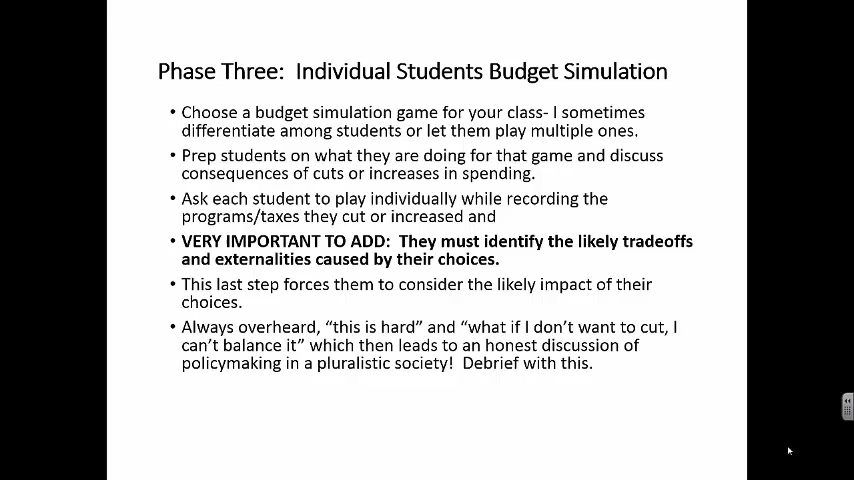 Phase Three:  Individual Students Budget Simulation
• Choose a budget simulation game for your class- I sometimes
differentiate among students or let them play multiple ones.
• Prep students on what they are doing for that game and discuss
consequences of cuts or increases in spending.
• Ask each student to play individually while recording the
programs/taxes they cut or increased and
• VERY IMPORTANT TO ADD:  They must identify the likely tradeoffs
and externalities caused by their choices.
• This last step forces them to consider the likely impact of their
choices.
• Always overheard, “this is hard” and “what if I don’t want to cut, I
can’t balance it” which then leads to an honest discussion of
policymaking in a pluralistic society!  Debrief with this.